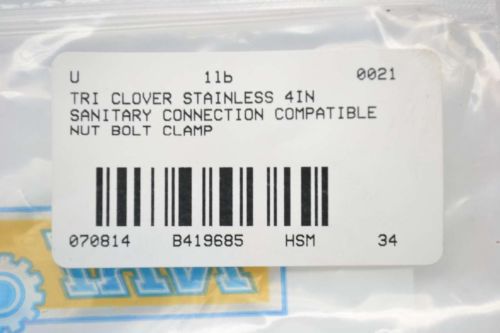 U 1lb 0021
TRI CLOVER STAINLESS 4IN
SANITARY CONNECTION COMPATIBLE
NUT BOLT CLAMP
070814 B419685 HSM 34